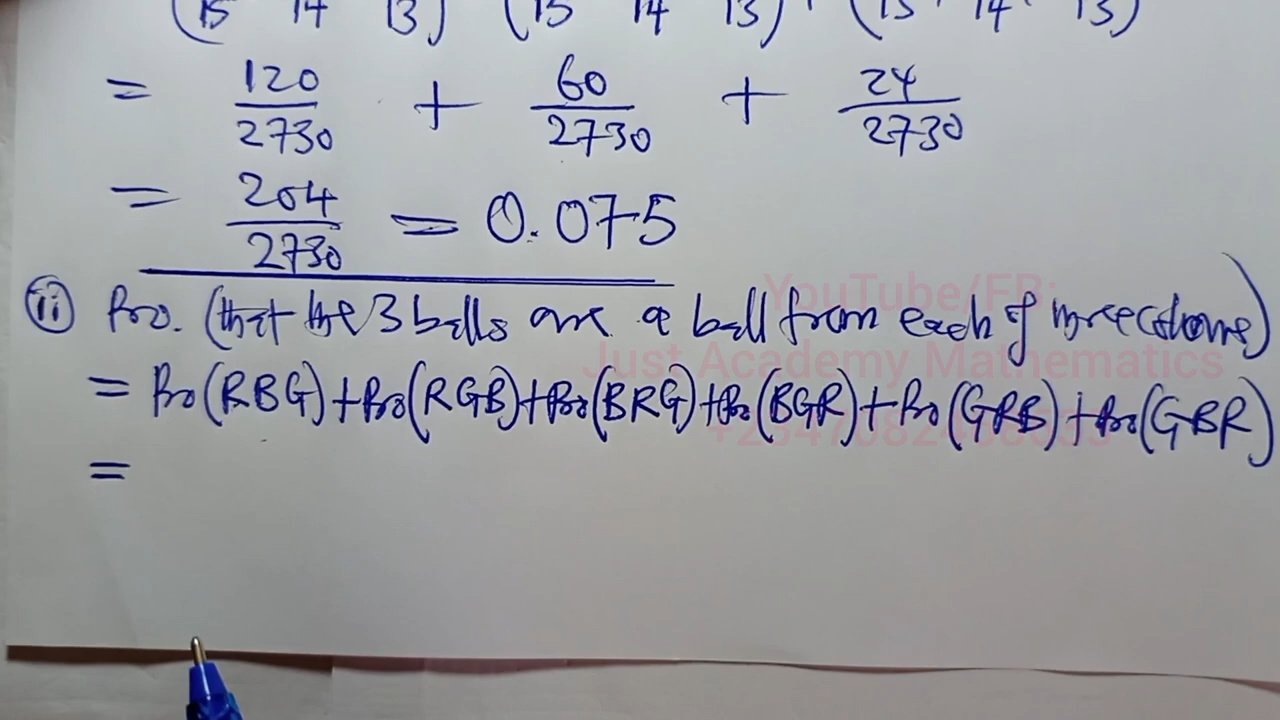 (15 14 13) (15 14 13) + (15 14 13)
= 120/2730 + 60/2730 + 24/2730
= 204/2730 = 0.075
(ii) Pro. (that the 3 balls are a ball from each of three colours)
= Pro(RBG)+Pro(RGB)+Pro(BRG)+Pro(BGR)+Pro(GRB)+Pro(GBR)
=
YouTube/FB:
Just Academy Mathematics